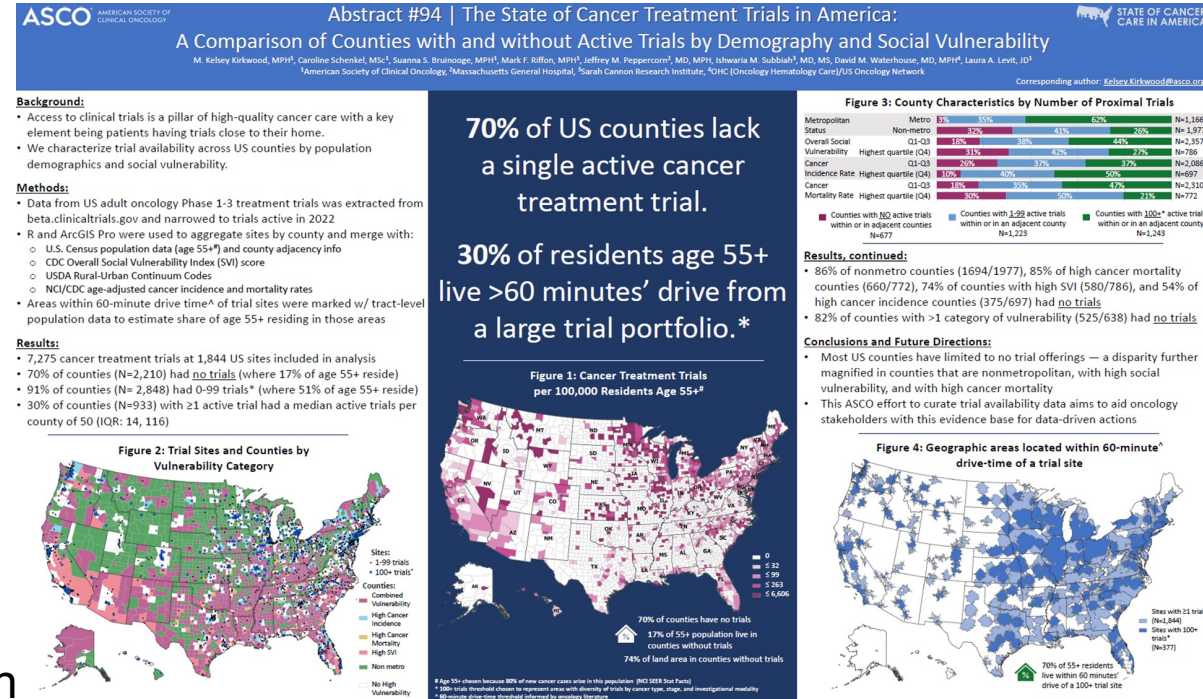 ASCO AMERICAN SOCIETY OF
CLINICAL ONCOLOGY
Abstract #94 | The State of Cancer Treatment Trials in America:
A Comparison of Counties with and without Active Trials by Demography and Social Vulnerability
STATE OF CANCER
CARE IN AMERICA
M. Kelsey Kirkwood, MPH¹, Caroline Schenkel, MSc¹, Suanna S. Bruinooge, MPH¹, Mark F. Riffon, MPH¹, Jeffrey M. Peppercorn², MD, MPH, Ishwaria M. Subbiah³, MD, MS, David M. Waterhouse, MD, MPH⁴, Laura A. Levit, JD¹
¹American Society of Clinical Oncology, ²Massachusetts General Hospital, ³Sarah Cannon Research Institute, ⁴OHC (Oncology Hematology Care)/US Oncology Network
Corresponding author: Kelsey.Kirkwood@asco.org
Background:
• Access to clinical trials is a pillar of high-quality cancer care with a key
element being patients having trials close to their home.
• We characterize trial availability across US counties by population
demographics and social vulnerability.
Methods:
• Data from US adult oncology Phase 1-3 treatment trials was extracted from
beta.clinicaltrials.gov and narrowed to trials active in 2022
• R and ArcGIS Pro were used to aggregate sites by county and merge with:
o U.S. Census population data (age 55+#) and county adjacency info
o CDC Overall Social Vulnerability Index (SVI) score
o USDA Rural-Urban Continuum Codes
o NCI/CDC age-adjusted cancer incidence and mortality rates
• Areas within 60-minute drive time^ of trial sites were marked w/ tract-level
population data to estimate share of age 55+ residing in those areas
Results:
• 7,275 cancer treatment trials at 1,844 US sites included in analysis
• 70% of counties (N=2,210) had no trials (where 17% of age 55+ reside)
• 91% of counties (N= 2,848) had 0-99 trials* (where 51% of age 55+ reside)
• 30% of counties (N=933) with ≥1 active trial had a median active trials per
county of 50 (IQR: 14, 116)
Figure 2: Trial Sites and Counties by
Vulnerability Category
Sites:
1-99 trials
100+ trials*
Counties:
Combined
Vulnerability
High Cancer
Incidence
High Cancer
Mortality
High SVI
Non metro
No High
Vulnerability
70% of US counties lack
a single active cancer
treatment trial.
30% of residents age 55+
live >60 minutes' drive from
a large trial portfolio.*
Figure 1: Cancer Treatment Trials
per 100,000 Residents Age 55+#
WA
OR
CA
NV
ID
MT
WY
UT
CO
AZ
NM
ND
SD
NE
TX
OK
MO
AR
LA
MS
AL
GA
SC
TN
VA
PA
WI
MI
FL
AK
HI
0
≤ 32
≤ 99
≤ 263
≤ 6,606
70% of counties have no trials
%
17% of 55+ population live in
counties without trials
74% of land area in counties without trials
# Age 55+ chosen because 80% of new cancer cases arise in this population (NCI SEER Stat Facts)
* 100+ trials threshold chosen to represent areas with diversity of trials by cancer type, stage, and investigational modality
^ 60-minute drive-time threshold informed by oncology literature
Figure 3: County Characteristics by Number of Proximal Trials
Metropolitan Metro 3% 35% 62% N=1,166
Status Non-metro 32% 41% 26% N= 1,977
Overall Social Q1-Q3 18% 38% 44% N=2,357
Vulnerability Highest quartile (Q4) 31% 42% 27% N=786
Cancer Q1-Q3 26% 37% 37% N=2,086
Incidence Rate Highest quartile (Q4) 10% 40% 50% N=697
Cancer Q1-Q3 18% 35% 47% N=2,310
Mortality Rate Highest quartile (Q4) 30% 50% 21% N=772
Counties with NO active trials
within or in adjacent counties
N=677
Counties with 1-99 active trials
within or in an adjacent county
N=1,223
Counties with 100+* active trials
within or in an adjacent county
N=1,243
Results, continued:
• 86% of nonmetro counties (1694/1977), 85% of high cancer mortality
counties (660/772), 74% of counties with high SVI (580/786), and 54% of
high cancer incidence counties (375/697) had no trials
• 82% of counties with >1 category of vulnerability (525/638) had no trials
Conclusions and Future Directions:
• Most US counties have limited to no trial offerings — a disparity further
magnified in counties that are nonmetropolitan, with high social
vulnerability, and with high cancer mortality
• This ASCO effort to curate trial availability data aims to aid oncology
stakeholders with this evidence base for data-driven actions
Figure 4: Geographic areas located within 60-minute^
drive-time of a trial site
Sites with ≥1 trial
(N=1,844)
Sites with 100+
trials*
(N=377)
%
70% of 55+ residents
live within 60 minutes'
drive of a 100+ trial site
n